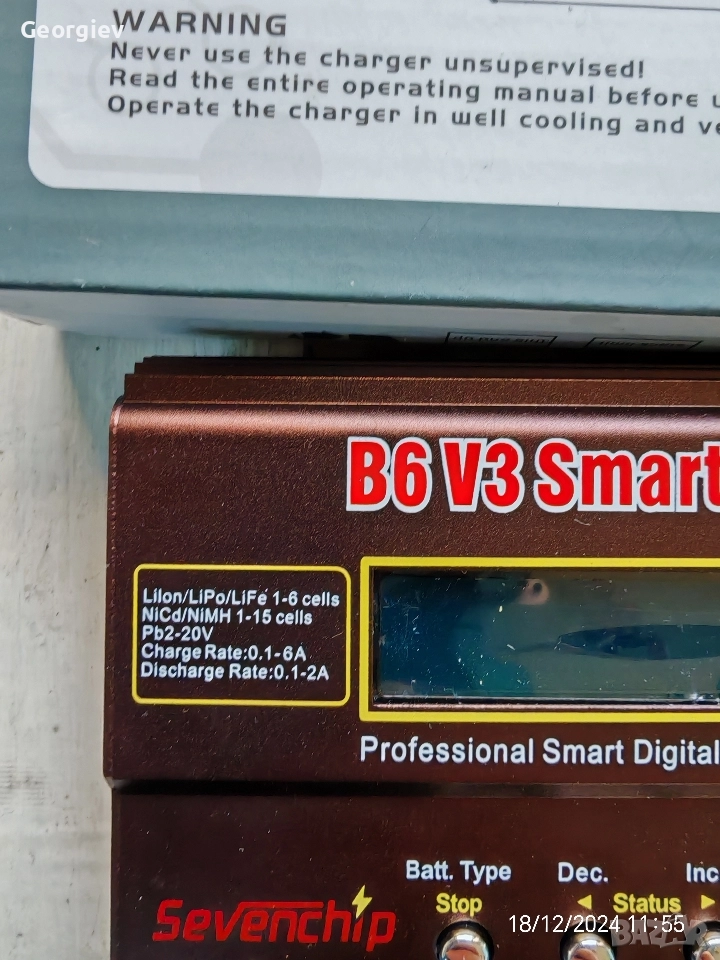 Georgiev
WARNING
Never use the charger unsupervised!
Read the entire operating manual before
Operate the charger in well cooling and
B6 V3 Smart
LiIon/LiPo/LiFe 1-6 cells
NiCd/NiMH 1-15 cells
Pb2-20V
Charge Rate:0.1-6A
Discharge Rate:0.1-2A
Professional Smart Digital
Batt. Type Dec. Inc
Stop ◄ Status ►
Sevenchip
18/12/2024 11:55
BAZAR